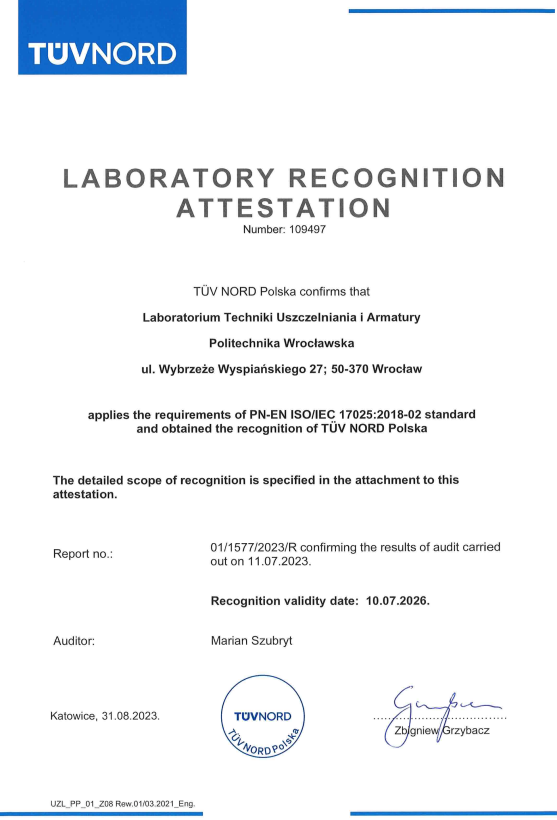 TÜVNORD
LABORATORY RECOGNITION
ATTESTATION
Number: 109497
TÜV NORD Polska confirms that
Laboratorium Techniki Uszczelniania i Armatury
Politechnika Wrocławska
ul. Wybrzeże Wyspiańskiego 27; 50-370 Wrocław
applies the requirements of PN-EN ISO/IEC 17025:2018-02 standard
and obtained the recognition of TÜV NORD Polska
The detailed scope of recognition is specified in the attachment to this
attestation.
Report no.:
01/1577/2023/R confirming the results of audit carried
out on 11.07.2023.
Recognition validity date: 10.07.2026.
Auditor:
Marian Szubryt
Katowice, 31.08.2023.
TÜVNORD
TÜV NORD Polska
Zbigniew Grzybacz
UZL_PP_01_Z08 Rev.01/03.2021_Eng.